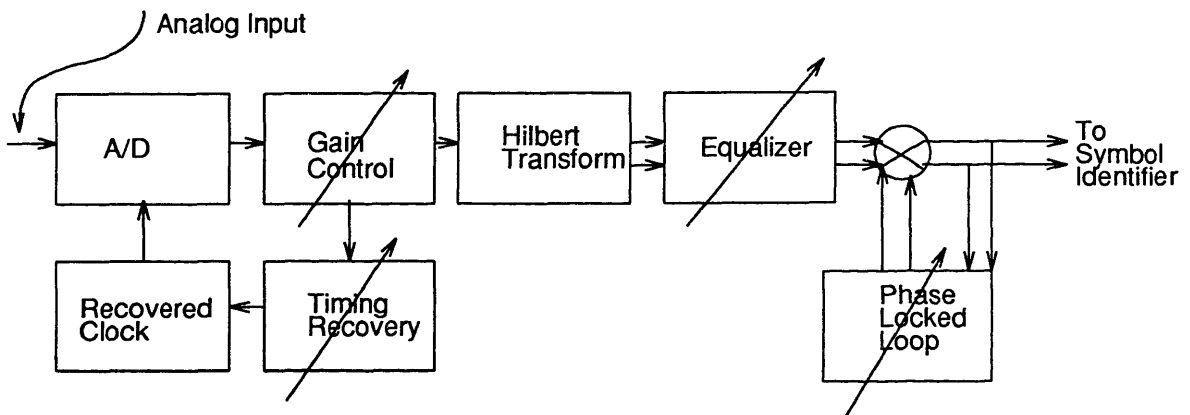 Analog Input
A/D
Gain
Control
Hilbert
Transform
Equalizer
To
Symbol
Identifier
Recovered
Clock
Timing
Recovery
Phase
Locked
Loop